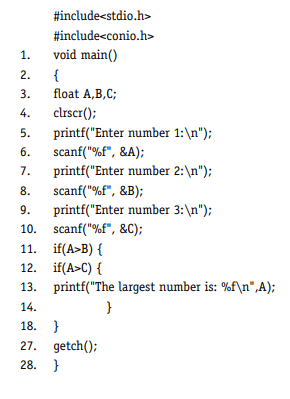 #include<stdio.h>
#include<conio.h>
1. void main()
2. {
3. float A,B,C;
4. clrscr();
5. printf("Enter number 1:\n");
6. scanf("%f", &A);
7. printf("Enter number 2:\n");
8. scanf("%f", &B);
9. printf("Enter number 3:\n");
10. scanf("%f", &C);
11. if(A>B) {
12. if(A>C) {
13. printf("The largest number is: %f\n",A);
14. }
18. }
27. getch();
28. }